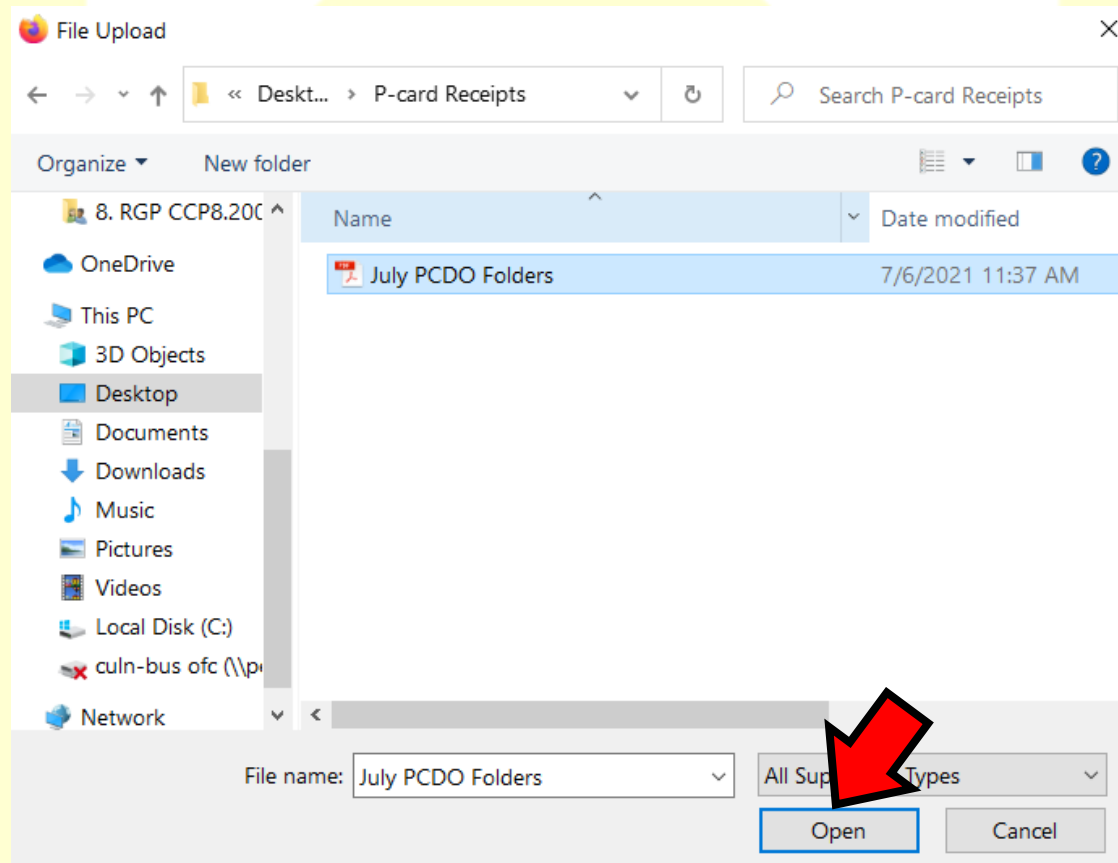 File Upload
« Deskt... › P-card Receipts
Search P-card Receipts
Organize
New folder
?
8. RGP CCP8.200
Name
Date modified
OneDrive
July PCDO Folders
7/6/2021 11:37 AM
This PC
3D Objects
Desktop
Documents
Downloads
Music
Pictures
Videos
Local Disk (C:)
culn-bus ofc (\\p
Network
File name:
July PCDO Folders
All Sup Types
Open
Cancel